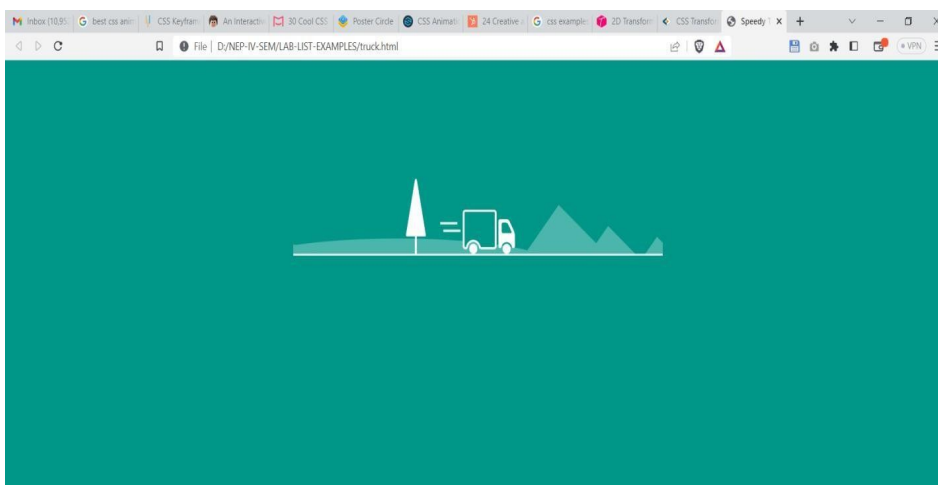 Inbox (10,95 best css anim CSS Keyfram An Interactiv 30 Cool CSS Poster Circle CSS Animati 24 Creative css example 2D Transform CSS Transfor Speedy
File | D:/NEP-IV-SEM/LAB-LIST-EXAMPLES/truck.html VPN